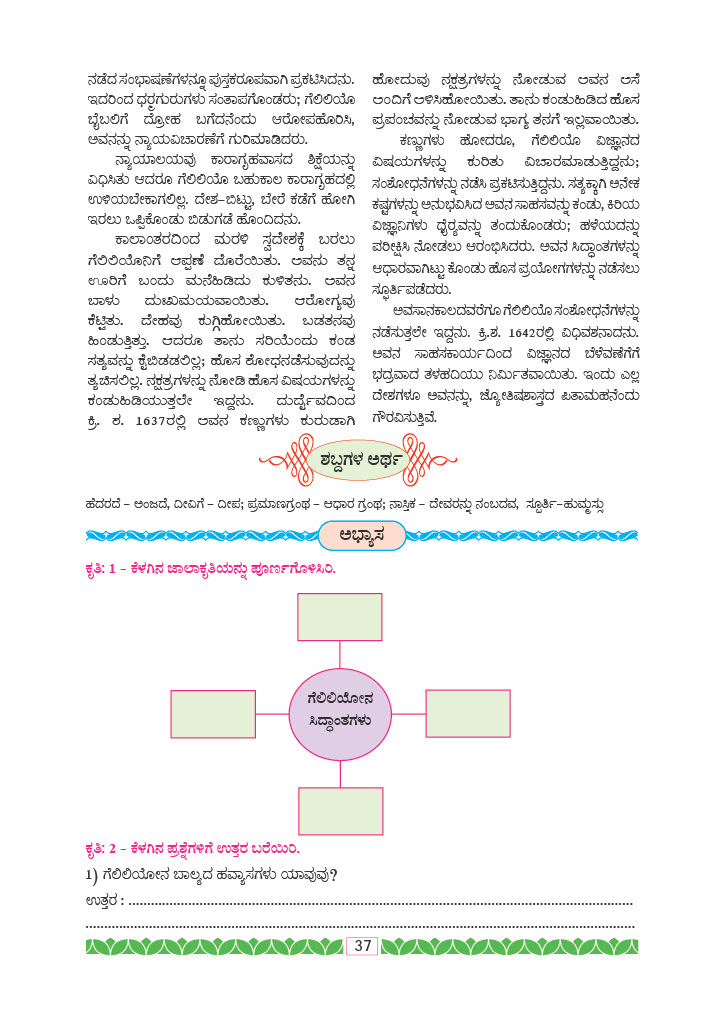 ನಡೆದ ಸಂಭಾಷಣೆಗಳನ್ನೂ ಪುಸ್ತಕರೂಪವಾಗಿ ಪ್ರಕಟಿಸಿದನು.
ಇದರಿಂದ ಧರ್‍ಮಗುರುಗಳು ಸಂತಾಪಗೊಂಡರು; ಗೆಲಿಲಿಯೊ
ಬೈಬಲಿಗೆ ದ್ರೋಹ ಬಗೆದನೆಂದು ಆರೋಪಹೊರಿಸಿ,
ಅವನನ್ನು ನ್ಯಾಯವಿಚಾರಣೆಗೆ ಗುರಿಮಾಡಿದರು.
ನ್ಯಾಯಾಲಯವು ಕಾರಾಗೃಹವಾಸದ ಶಿಕ್ಷೆಯನ್ನು
ವಿಧಿಸಿತು ಆದರೂ ಗೆಲಿಲಿಯೊ ಬಹುಕಾಲ ಕಾರಾಗೃಹದಲ್ಲಿ
ಉಳಿಯಬೇಕಾಗಲಿಲ್ಲ. ದೇಶ–ಬಿಟ್ಟು, ಬೇರೆ ಕಡೆಗೆ ಹೋಗಿ
ಇರಲು ಒಪ್ಪಿಕೊಂಡು ಬಿಡುಗಡೆ ಹೊಂದಿದನು.
ಕಾಲಾಂತರದಿಂದ ಮರಳಿ ಸ್ವದೇಶಕ್ಕೆ ಬರಲು
ಗೆಲಿಲಿಯೊನಿಗೆ ಆಪ್ಪಣೆ ದೊರೆಯಿತು. ಅವನು ತನ್ನ
ಊರಿಗೆ ಬಂದು ಮನೆಹಿಡಿದು ಕುಳಿತನು. ಅವನ
ಬಾಳು ದುಃಖಮಯವಾಯಿತು. ಆರೋಗ್ಯವು
ಕೆಟ್ಟಿತು. ದೇಹವು ಕುಗ್ಗಿಹೋಯಿತು. ಬಡತನವು
ಹಿಂಡುತ್ತಿತ್ತು. ಆದರೂ ತಾನು ಸರಿಯೆಂದು ಕಂಡ
ಸತ್ಯವನ್ನು ಕೈಬಿಡಡಲಿಲ್ಲ; ಹೊಸ ಶೋಧನಡೆಸುವುದನ್ನು
ತ್ಯಚಿಸಲಿಲ್ಲ. ನಕ್ಷತ್ರಗಳನ್ನು ನೋಡಿ ಹೊಸ ವಿಷಯಗಳನ್ನು
ಕಂಡುಹಿಡಿಯುತ್ತಲೇ ಇದ್ದನು. ದುರ್ದೈವದಿಂದ
ಕ್ರಿ. ಶ. 1637ರಲ್ಲಿ ಅವನ ಕಣ್ಣುಗಳು ಕುರುಡಾಗಿ
ಹೋದುವು ನಕ್ಷತ್ರಗಳನ್ನು ನೋಡುವ ಅವನ ಅಸೆ
ಅಂದಿಗೆ ಅಳಿಸಿಹೋಯಿತು. ತಾನು ಕಂಡುಹಿಡಿದ ಹೊಸ
ಪ್ರಪಂಚವನ್ನು ನೋಡುವ ಭಾಗ್ಯ ತನಗೆ ಇಲ್ಲವಾಯಿತು.
ಕಣ್ಣುಗಳು ಹೋದರೂ, ಗೆಲಿಲಿಯೊ ವಿಜ್ಞಾನದ
ವಿಷಯಗಳನ್ನು ಕುರಿತು ವಿಚಾರಮಾಡುತ್ತಿದ್ದನು;
ಸಂಶೋಧನೆಗಳನ್ನು ನಡೆಸಿ ಪ್ರಕಟಿಸುತ್ತಿದ್ದನು. ಸತ್ಯಕ್ಕಾಗಿ ಅನೇಕ
ಕಷ್ಟಗಳನ್ನು ಅನುಭವಿಸಿದ ಅವನ ಸಾಹಸವನ್ನು ಕಂಡು, ಕಿರಿಯ
ವಿಜ್ಞಾನಿಗಳು ಧೈರ್‍ಯವನ್ನು ತಂದುಕೊಂಡರು; ಹಳೆಯದನ್ನು
ಪರೀಕ್ಷಿಸಿ ನೋಡಲು ಆರಂಭಿಸಿದರು. ಅವನ ಸಿದ್ಧಾಂತಗಳನ್ನು
ಆಧಾರವಾಗಿಟ್ಟು ಕೊಂಡು ಹೊಸ ಪ್ರಯೋಗಗಳನ್ನು ನಡೆಸಲು
ಸ್ಫೂರ್ತಿಪಡೆದರು.
ಅವಸಾನಕಾಲದವರೆಗೂ ಗೆಲಿಲಿಯೊ ಸಂಶೋಧನೆಗಳನ್ನು
ನಡೆಸುತ್ತಲೇ ಇದ್ದನು. ಕ್ರಿ.ಶ. 1642ರಲ್ಲಿ ವಿಧಿವಶನಾದನು.
ಅವನ ಸಾಹಸಕಾರ್ಯದಿಂದ ವಿಜ್ಞಾನದ ಬೆಳೆವಣಿಗೆಗೆ
ಭದ್ರವಾದ ತಳಹದಿಯು ನಿರ್ಮಿತವಾಯಿತು. ಇಂದು ಎಲ್ಲ
ದೇಶಗಳೂ ಅವನನ್ನು, ಜ್ಯೋತಿಷಶಾಸ್ತ್ರದ ಪಿತಾಮಹನೆಂದು
ಗೌರವಿಸುತ್ತಿವೆ.
ಶಬ್ದಗಳ ಅರ್ಥ
ಹೆದರದೆ – ಅಂಜದೆ, ದೀವಿಗೆ – ದೀಪ; ಪ್ರಮಾಣಗ್ರಂಥ – ಆಧಾರ ಗ್ರಂಥ; ನಾಸ್ತಿಕ – ದೇವರನ್ನು ನಂಬದವ, ಸ್ಪೂರ್ತಿ–ಹುಮ್ಮಸ್ಸು
ಅಭ್ಯಾಸ
ಕೃತಿ: 1 – ಕೆಳಗಿನ ಜಾಲಾಕೃತಿಯನ್ನು ಪೂರ್ಣಗೊಳಿಸಿರಿ.
ಗೆಲಿಲಿಯೋನ
ಸಿದ್ಧಾಂತಗಳು
ಕೃತಿ: 2 – ಕೆಳಗಿನ ಪ್ರಶ್ನೆಗಳಿಗೆ ಉತ್ತರ ಬರೆಯಿರಿ.
1) ಗೆಲಿಲಿಯೋನ ಬಾಲ್ಯದ ಹವ್ಯಾಸಗಳು ಯಾವುವು?
ಉತ್ತರ : ................................................................
................................................................
37